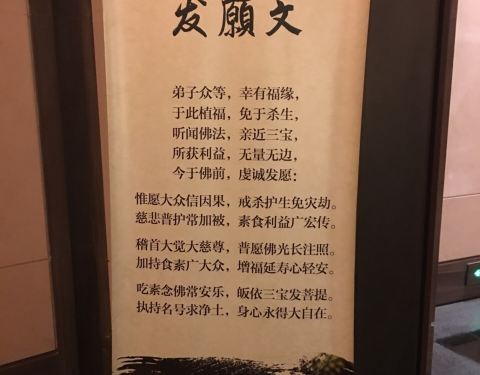 发願文
弟子众等，幸有福缘，
于此植福，免于杀生，
听闻佛法，亲近三宝，
所获利益，无量无边，
今于佛前，虔诚发愿：
惟愿大众信因果，戒杀护生免灾劫。
慈悲普护常加被，素食利益广宏传。
稽首大觉大慈尊，普愿佛光长注照。
加持食素广大众，增福延寿心轻安。
吃素念佛常安乐，皈依三宝发菩提。
执持名号求净土，身心永得大自在。